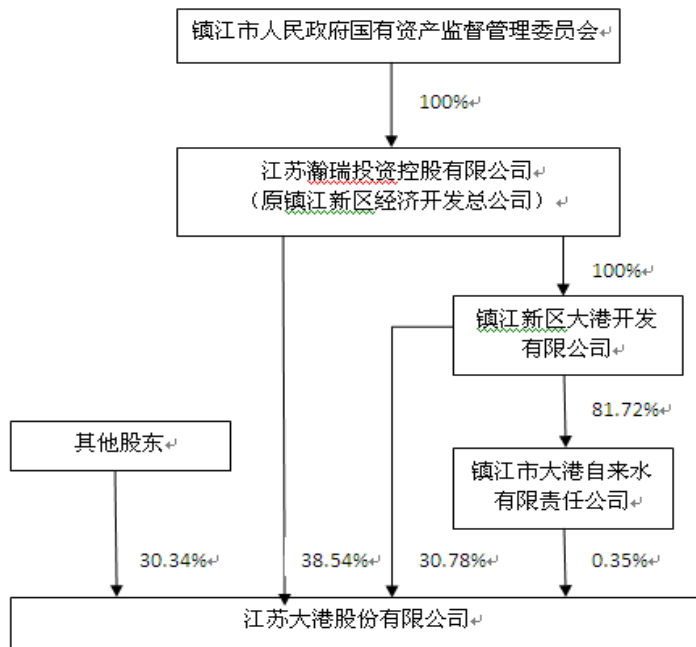 镇江市人民政府国有资产监督管理委员会
100%
江苏瀚瑞投资控股有限公司
（原镇江新区经济开发总公司）
100%
镇江新区大港开发
有限公司
81.72%
其他股东
镇江市大港自来水
有限责任公司
30.34%
38.54%
30.78%
0.35%
江苏大港股份有限公司